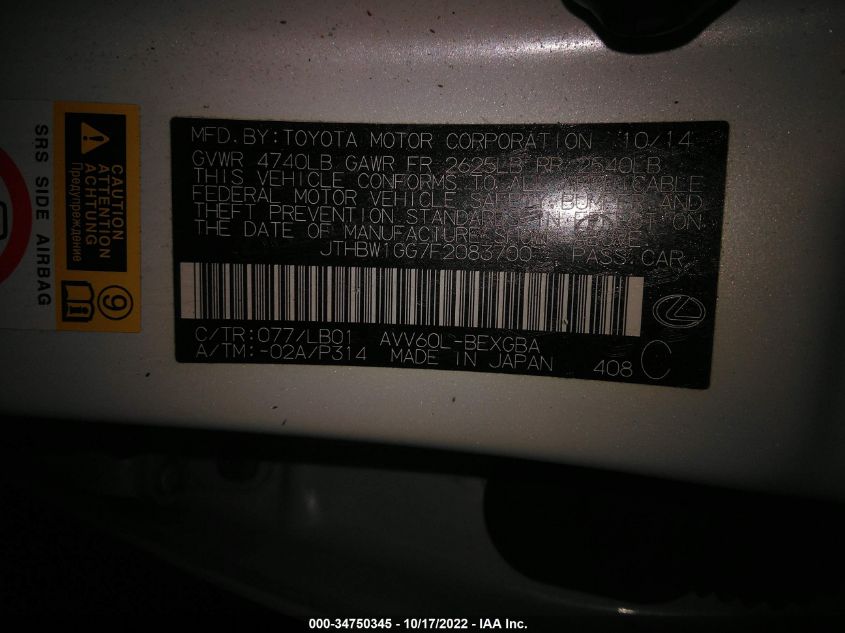 MFD. BY: TOYOTA MOTOR CORPORATION 10/14
GVWR 4740LB GAWR FR 2625LB RR 2540LB
THIS VEHICLE CONFORMS TO ALL APPLICABLE
FEDERAL MOTOR VEHICLE SAFETY, BUMPER, AND
THEFT PREVENTION STANDARDS IN EFFECT ON
THE DATE OF MANUFACTURE SHOWN ABOVE.
JTHBW1GG7F2083700 PASS.CAR
C/TR:077/LB01 AVV60L-BEXGBA
A/TM:-02A/P314 MADE IN JAPAN
408 C
SRS SIDE AIRBAG
CAUTION
ACHTUNG
ATTENTION
Предупреждение
9
000-34750345 - 10/17/2022 - IAA Inc.